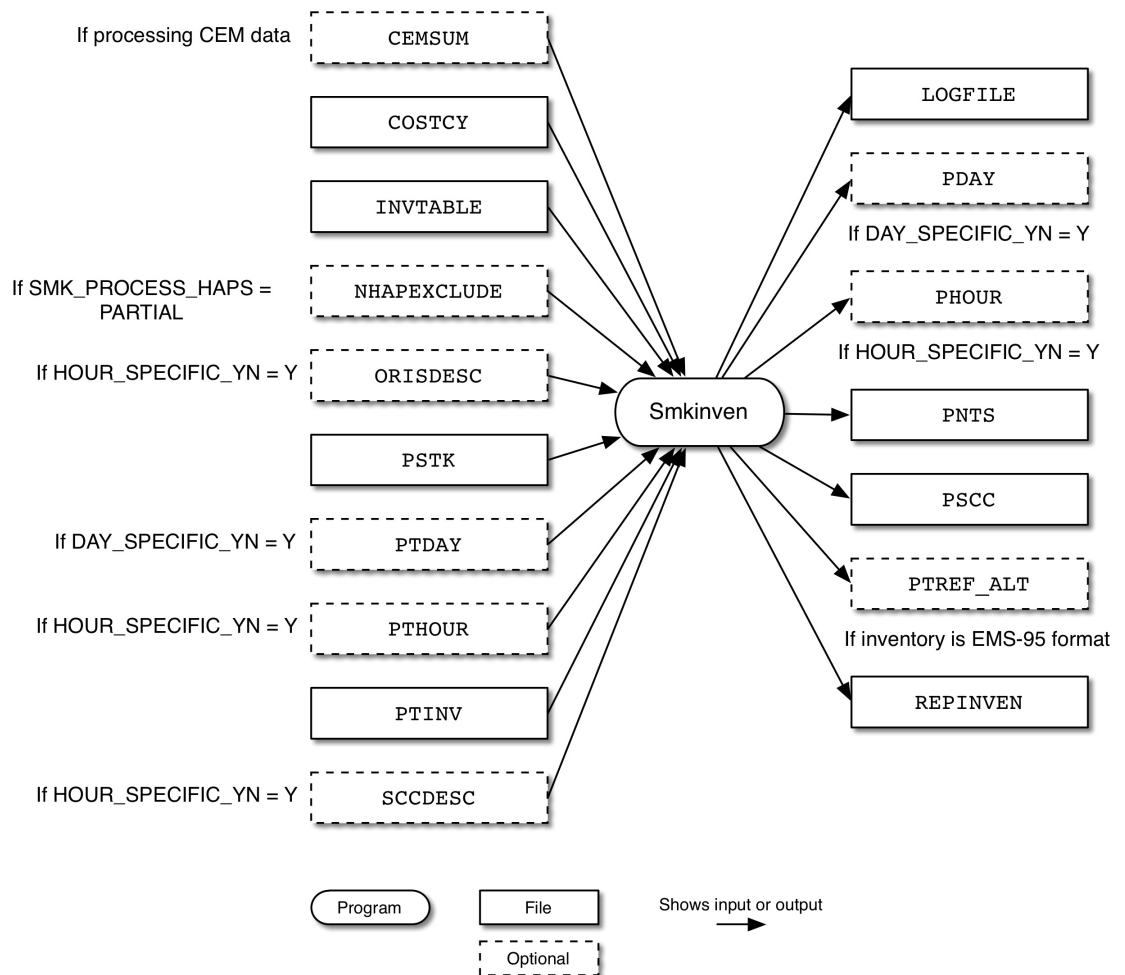 If processing CEM data
CEMSUM
COSTCY
INVTABLE
If SMK_PROCESS_HAPS =
PARTIAL
NHAPEXCLUDE
If HOUR_SPECIFIC_YN = Y
ORISDESC
PSTK
If DAY_SPECIFIC_YN = Y
PTDAY
If HOUR_SPECIFIC_YN = Y
PTHOUR
PTINV
If HOUR_SPECIFIC_YN = Y
SCCDESC
Smkinven
LOGFILE
PDAY
If DAY_SPECIFIC_YN = Y
PHOUR
If HOUR_SPECIFIC_YN = Y
PNTS
PSCC
PTREF_ALT
If inventory is EMS-95 format
REPINVEN
Program
File
Shows input or output
Optional